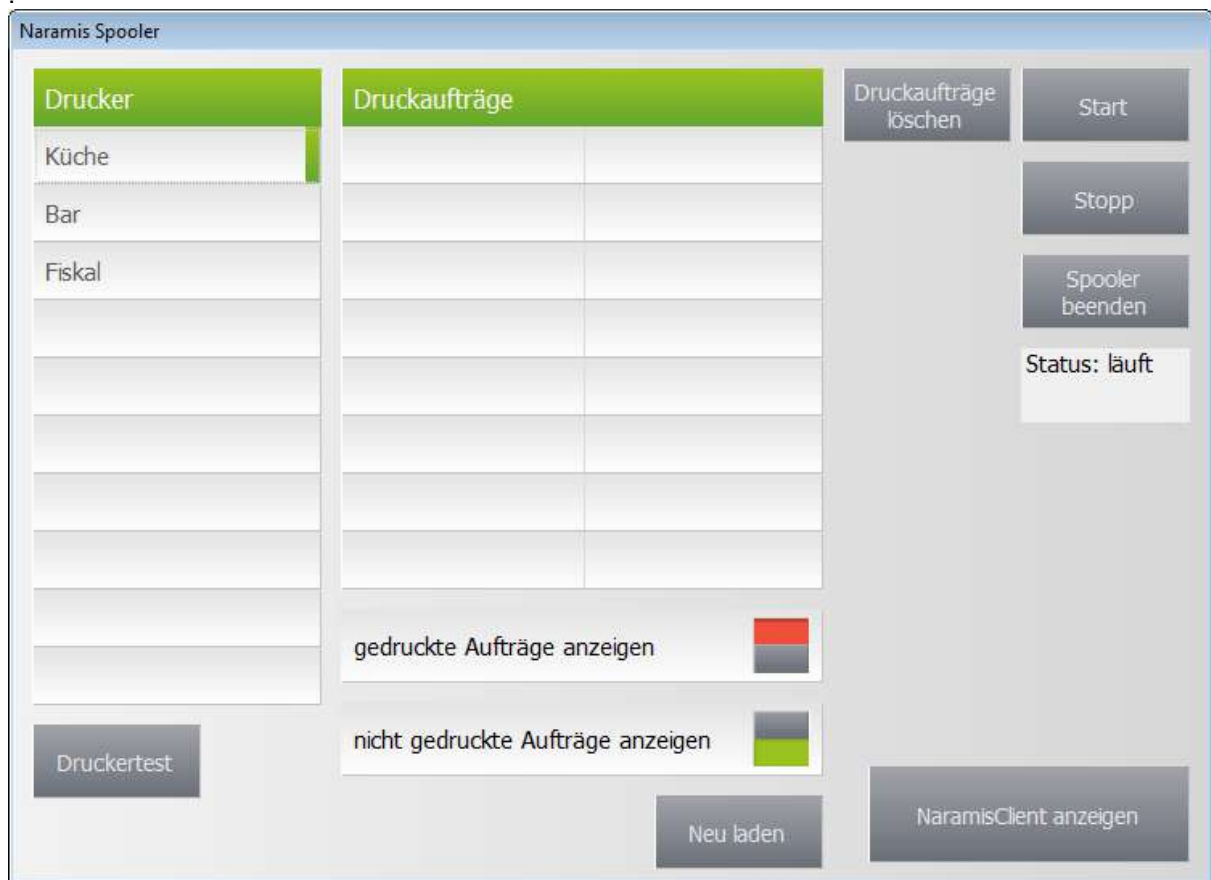 Naramis Spooler
Drucker
Küche
Bar
Fiskal
Druckertest
Druckaufträge
gedruckte Aufträge anzeigen
nicht gedruckte Aufträge anzeigen
Neu laden
Druckaufträge
löschen
Start
Stopp
Spooler
beenden
Status: läuft
NaramisClient anzeigen